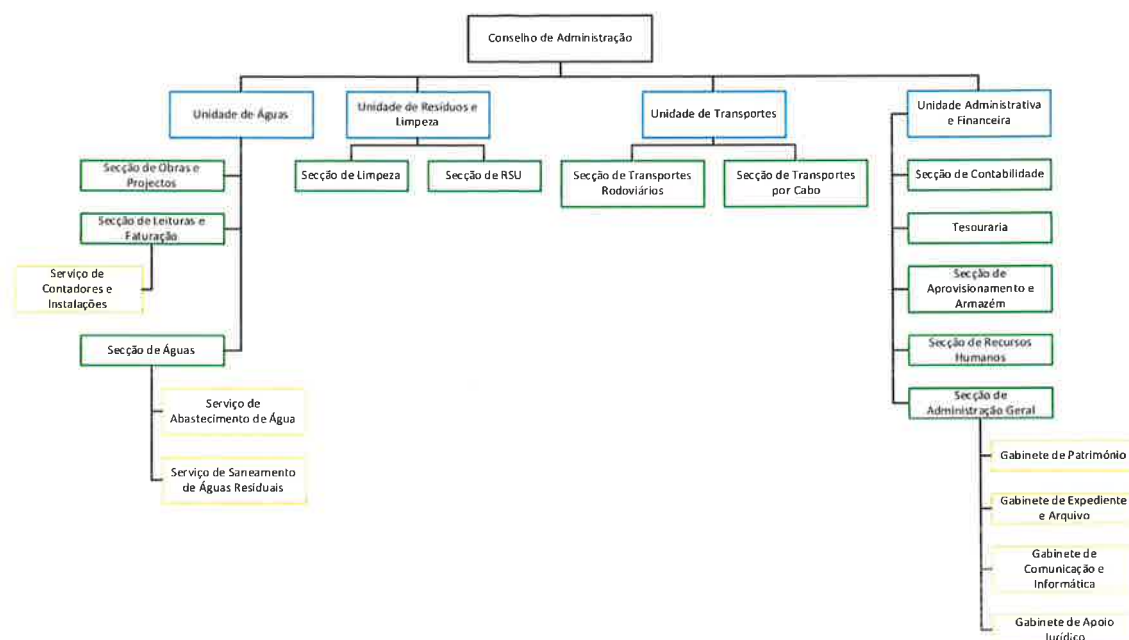 Conselho de Administração
Unidade de Águas
Unidade de Resíduos e
Limpeza
Unidade de Transportes
Unidade Administrativa
e Financeira
Secção de Obras e
Projectos
Secção de Limpeza
Secção de RSU
Secção de Transportes
Rodoviários
Secção de Transportes
por Cabo
Secção de Contabilidade
Secção de Leituras e
Faturação
Tesouraria
Serviço de
Contadores e
Instalações
Secção de
Aprovisionamento e
Armazém
Secção de Águas
Secção de Recursos
Humanos
Serviço de
Abastecimento de Água
Secção de
Administração Geral
Serviço de Saneamento
de Águas Residuais
Gabinete de Património
Gabinete de Expediente
e Arquivo
Gabinete de
Comunicação e
Informática
Gabinete de Apoio
Jurídico